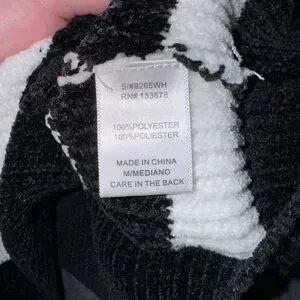 S/#9265WH
RN# 133678
100%POLYESTER
100%POLIESTER
MADE IN CHINA
M/MEDIANO
CARE IN THE BACK